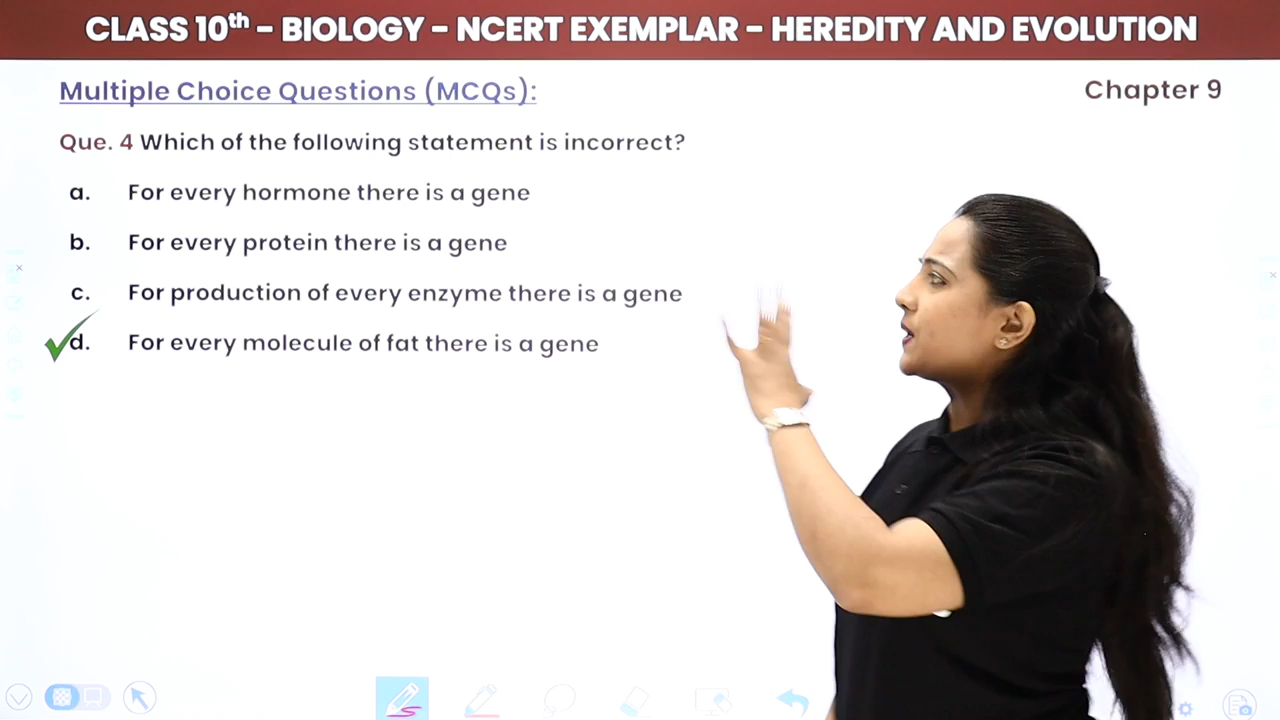 CLASS 10th - BIOLOGY - NCERT EXEMPLAR - HEREDITY AND EVOLUTION
Multiple Choice Questions (MCQs):
Chapter 9
Que. 4 Which of the following statement is incorrect?
a. For every hormone there is a gene
b. For every protein there is a gene
c. For production of every enzyme there is a gene
d. For every molecule of fat there is a gene